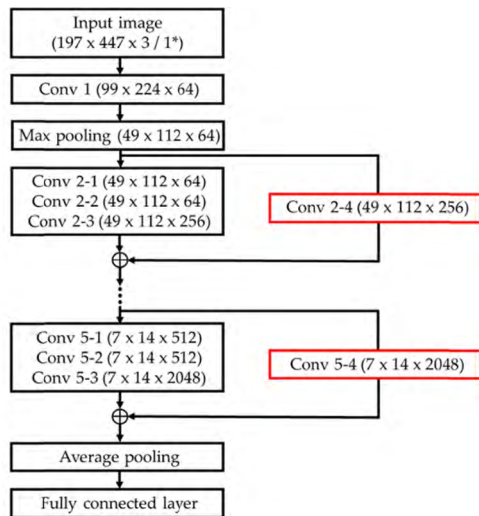 Input image
(197 x 447 x 3 / 1*)
Conv 1 (99 x 224 x 64)
Max pooling (49 x 112 x 64)
Conv 2-1 (49 x 112 x 64)
Conv 2-2 (49 x 112 x 64)
Conv 2-3 (49 x 112 x 256)
Conv 2-4 (49 x 112 x 256)
Conv 5-1 (7 x 14 x 512)
Conv 5-2 (7 x 14 x 512)
Conv 5-3 (7 x 14 x 2048)
Conv 5-4 (7 x 14 x 2048)
Average pooling
Fully connected layer